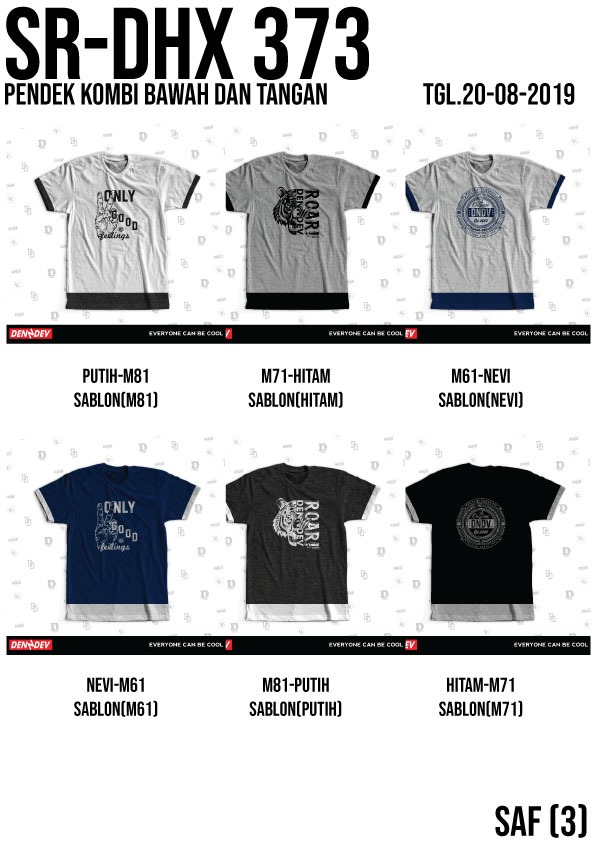 SR-DHX 373
PENDEK KOMBI BAWAH DAN TANGAN
TGL.20-08-2019
ONLY
GOOD
feelings
ROAR!
DENDEV
DNDV
DENDEV
EVERYONE CAN BE COOL
EVERYONE CAN BE COOL
EV
EVERYONE CAN BE COOL
PUTIH-M81
SABLON(M81)
M71-HITAM
SABLON(HITAM)
M61-NEVI
SABLON(NEVI)
ONLY
GOOD
feelings
ROAR!
DENDEV
DNDV
DENDEV
EVERYONE CAN BE COOL
EVERYONE CAN BE COOL
EV
EVERYONE CAN BE COOL
NEVI-M61
SABLON(M61)
M81-PUTIH
SABLON(PUTIH)
HITAM-M71
SABLON(M71)
SAF (3)